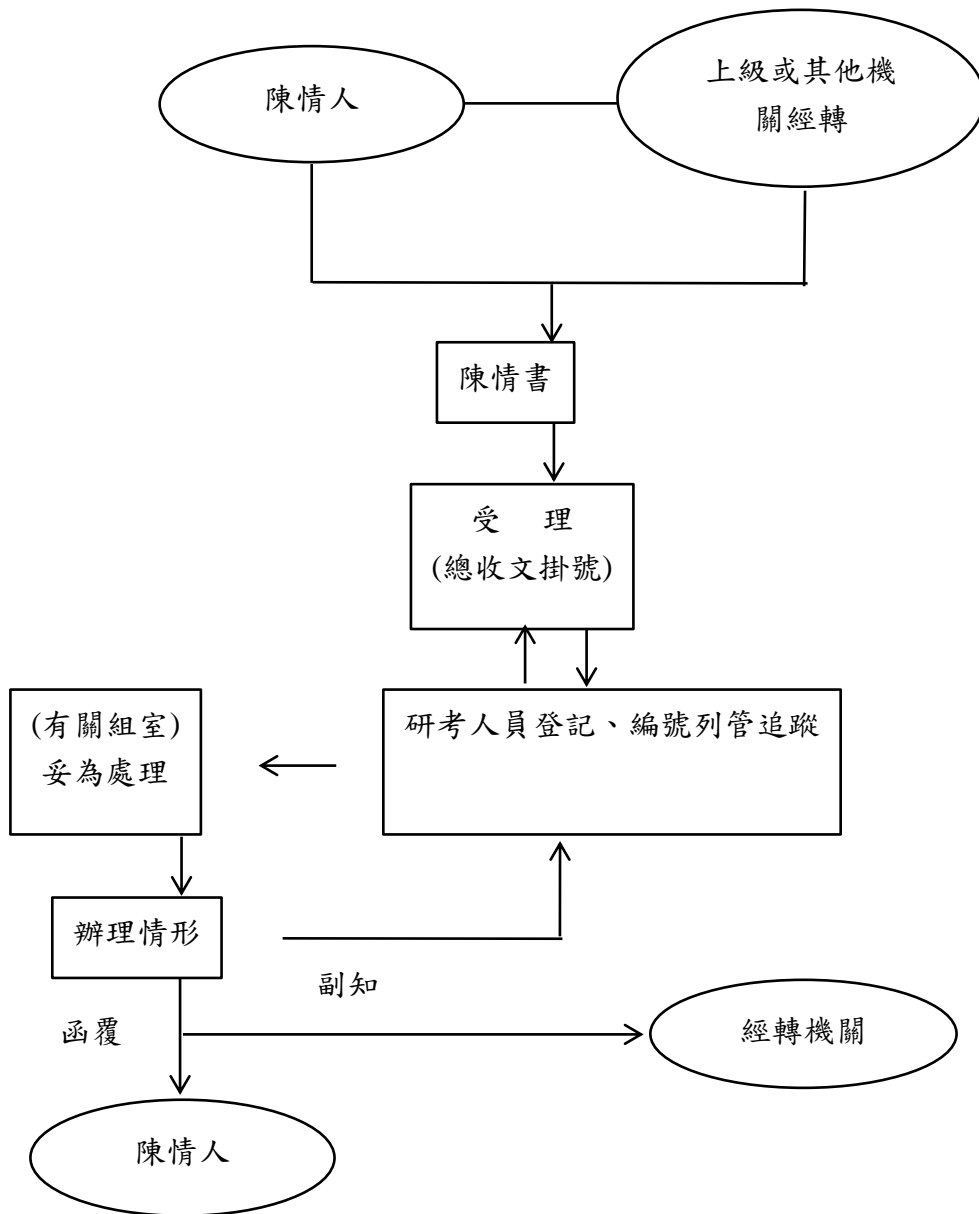 陳情人
上級或其他機
關經轉
陳情書
受 理
(總收文掛號)
(有關組室)
妥為處理
研考人員登記、編號列管追蹤
辦理情形
副知
函覆
經轉機關
陳情人